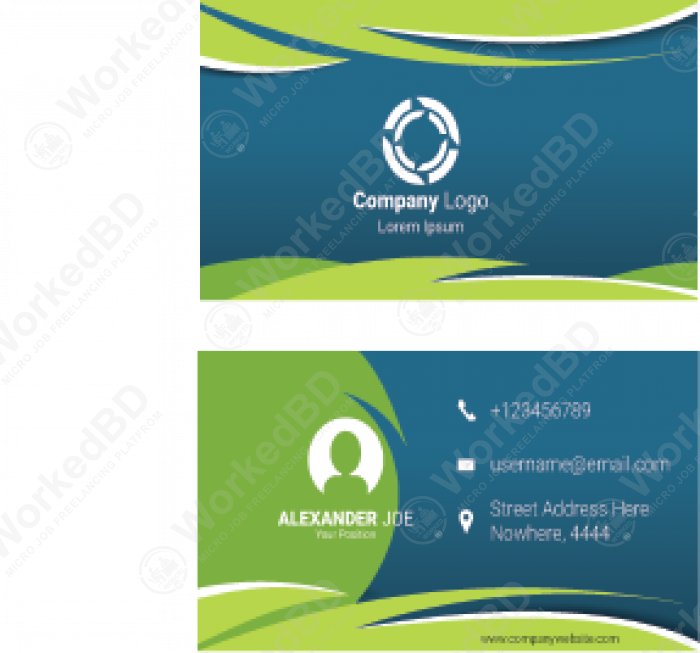 Company Logo
Lorem Ipsum
+123456789
username@email.com
Street Address Here
Nowhere, 4444
ALEXANDER JOE
Your Position
www.companywebsite.com
WorkedBD
MICRO JOB FREELANCING PLATFROM